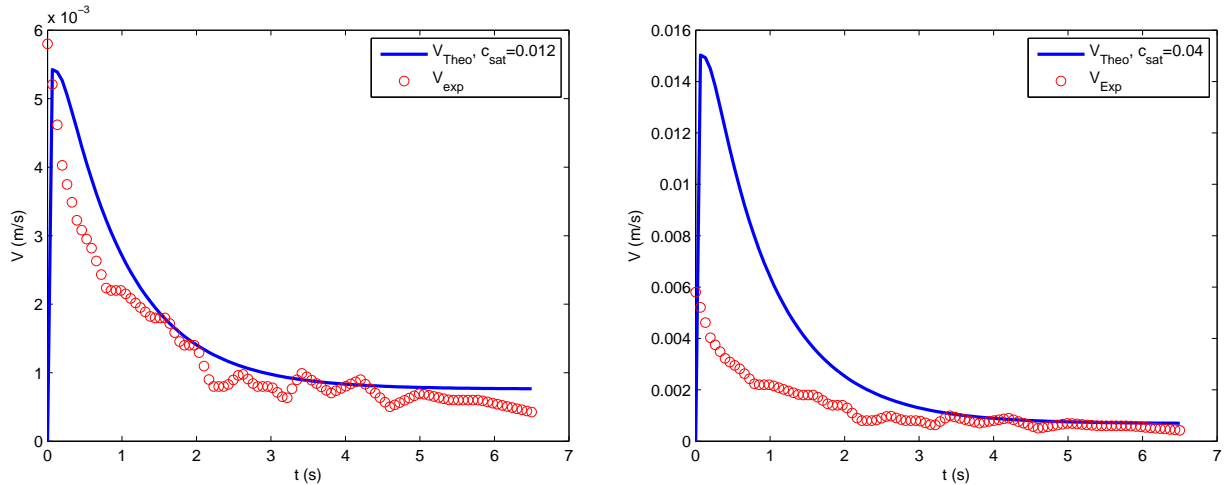 x 10⁻³
6
5
4
3
2
1
0
V (m/s)
0 1 2 3 4 5 6 7
t (s)
V_Theo, c_sat=0.012
V_exp
0.016
0.014
0.012
0.01
0.008
0.006
0.004
0.002
0
V (m/s)
0 1 2 3 4 5 6 7
t (s)
V_Theo, c_sat=0.04
V_Exp